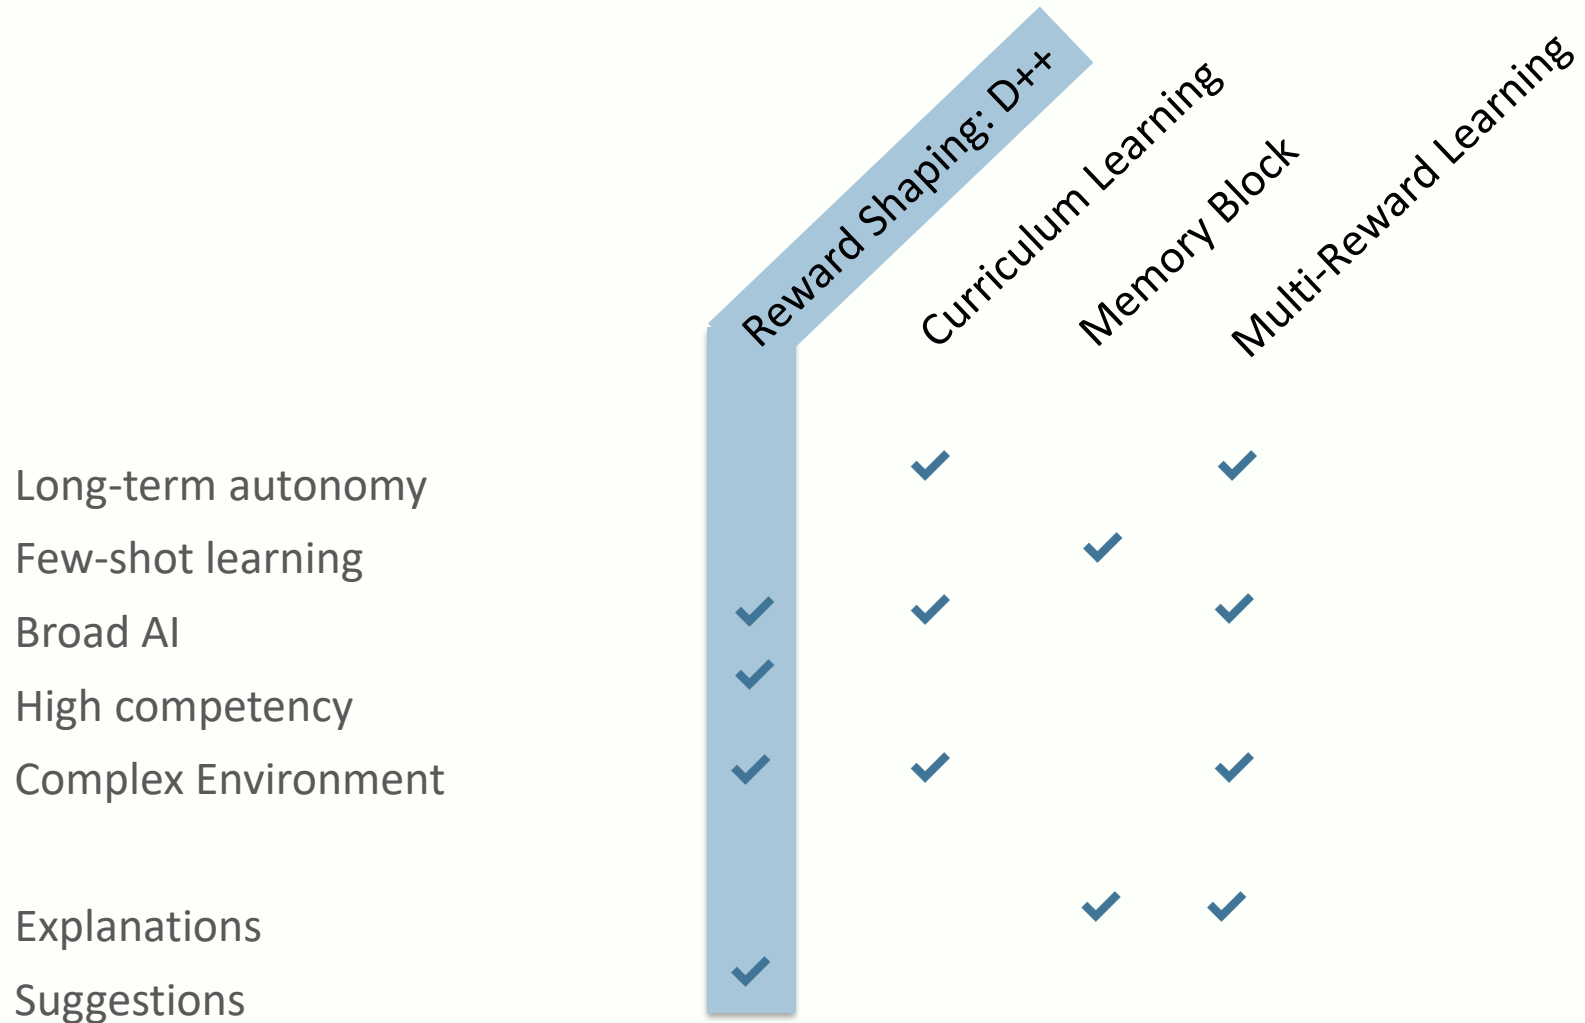 Reward Shaping: D++
Curriculum Learning
Memory Block
Multi-Reward Learning
Long-term autonomy
Few-shot learning
Broad AI
High competency
Complex Environment
Explanations
Suggestions